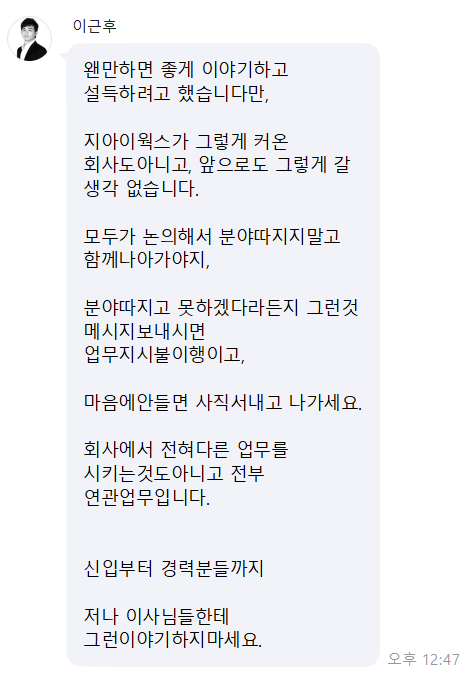 이근후
왠만하면 좋게 이야기하고
설득하려고 했습니다만,
지아이웍스가 그렇게 커온
회사도아니고, 앞으로도 그렇게 갈
생각 없습니다.
모두가 논의해서 분야따지지말고
함께나아가야지,
분야따지고 못하겠다라든지 그런것
메시지보내시면
업무지시불이행이고,
마음에안들면 사직서내고 나가세요.
회사에서 전혀다른 업무를
시키는것도아니고 전부
연관업무입니다.
신입부터 경력분들까지
저나 이사님들한테
그런이야기하지마세요.
오후 12:47